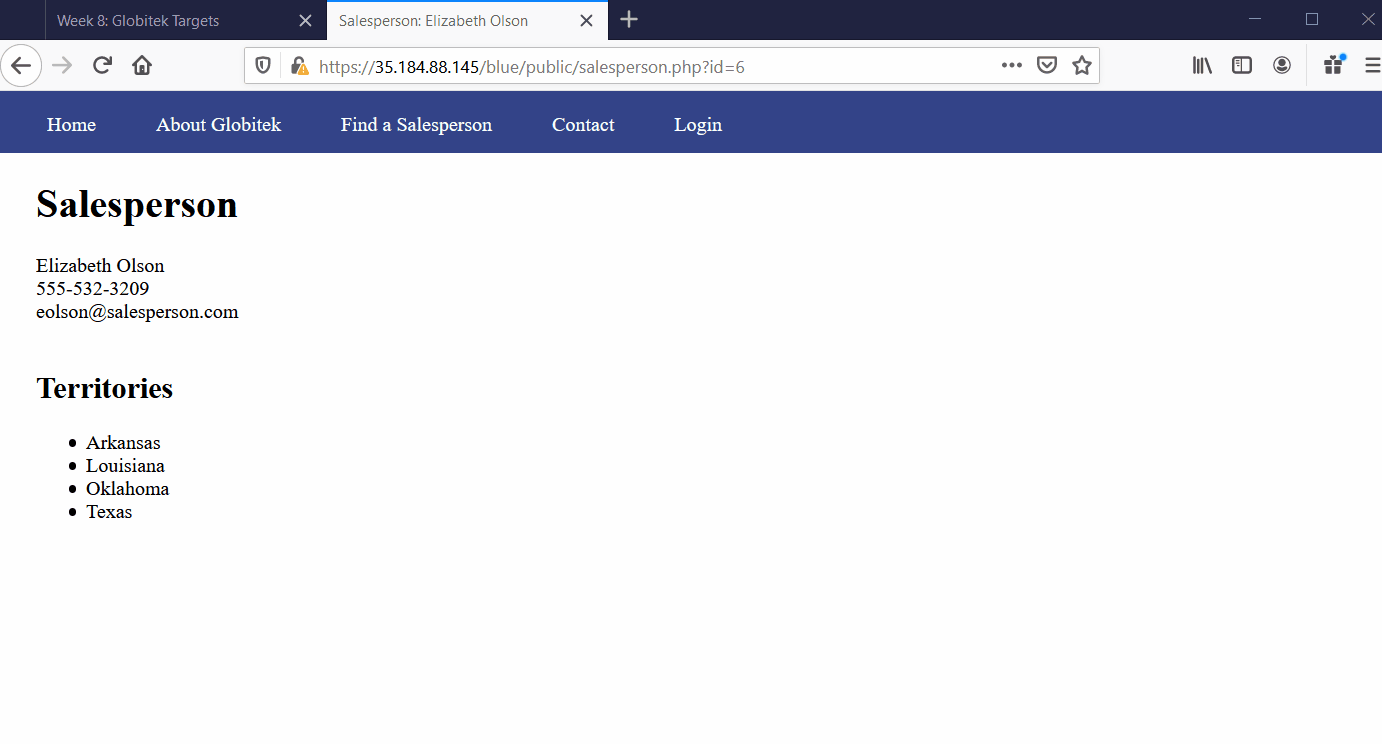 Week 8: Globitek Targets
Salesperson: Elizabeth Olson
https://35.184.88.145/blue/public/salesperson.php?id=6
Home About Globitek Find a Salesperson Contact Login
Salesperson
Elizabeth Olson
555-532-3209
eolson@salesperson.com
Territories
Arkansas
Louisiana
Oklahoma
Texas